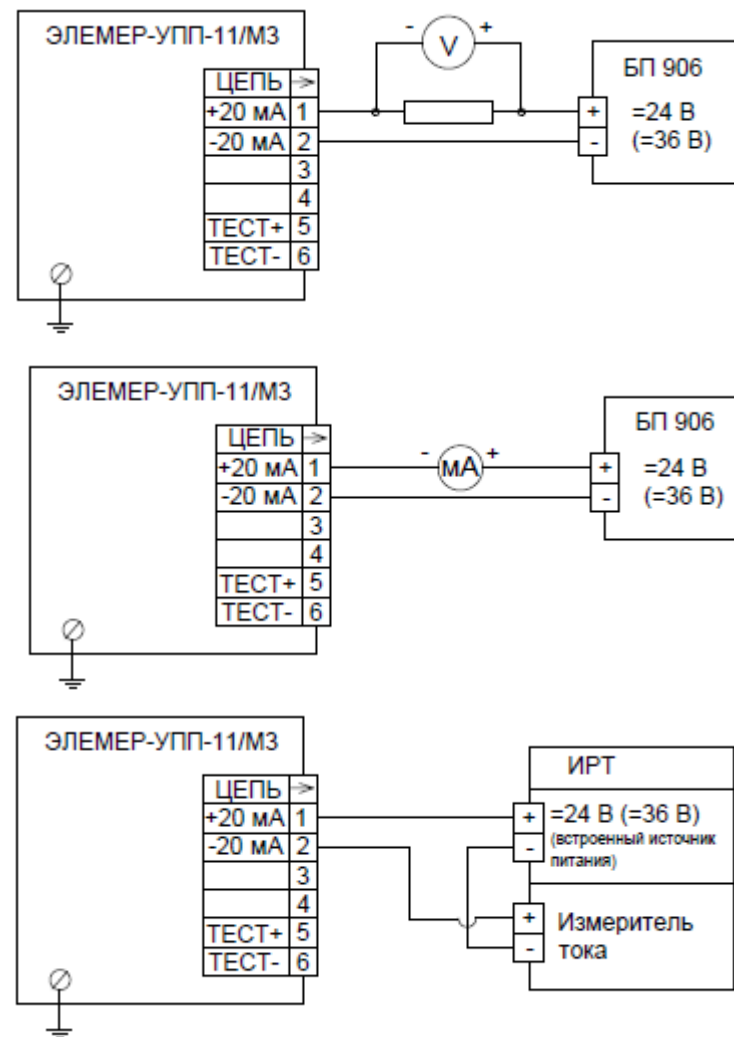 ЭЛЕМЕР-УПП-11/М3
- V +
БП 906
ЦЕПЬ
+20 мА 1
+ =24 В
-20 мА 2
- (=36 В)
3
4
ТЕСТ+ 5
ТЕСТ- 6
ЭЛЕМЕР-УПП-11/М3
БП 906
ЦЕПЬ
- мА +
+20 мА 1
+ =24 В
-20 мА 2
- (=36 В)
3
4
ТЕСТ+ 5
ТЕСТ- 6
ЭЛЕМЕР-УПП-11/М3
ИРТ
ЦЕПЬ
+20 мА 1
+ =24 В (=36 В)
-20 мА 2
- (встроенный источник
питания)
3
4
ТЕСТ+ 5
ТЕСТ- 6
+ Измеритель
- тока